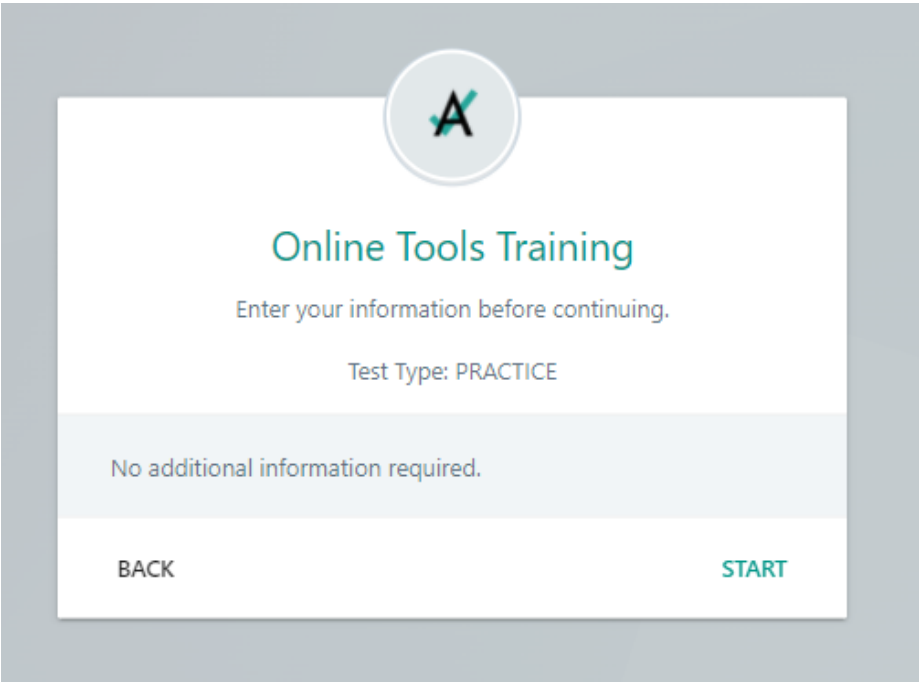 Online Tools Training
Enter your information before continuing.
Test Type: PRACTICE
No additional information required.
BACK
START